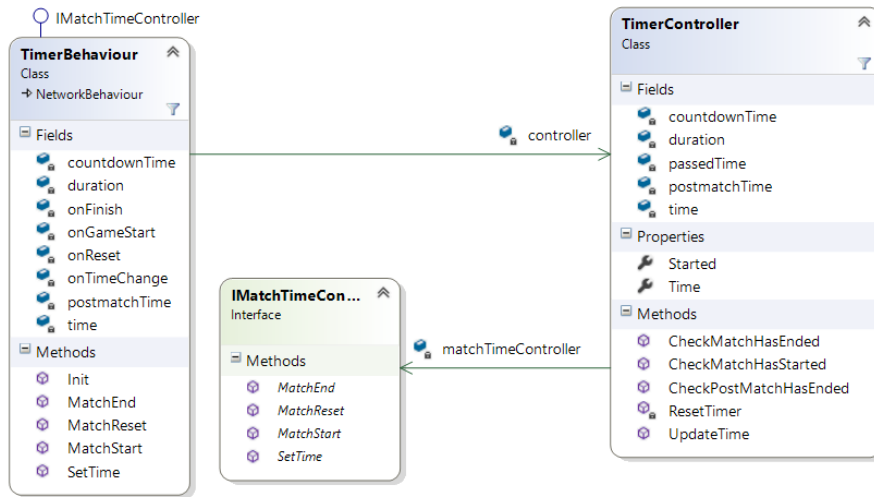 IMatchTimeController
TimerBehaviour
Class
NetworkBehaviour
Fields
countdownTime
duration
onFinish
onGameStart
onReset
onTimeChange
postmatchTime
time
Methods
Init
MatchEnd
MatchReset
MatchStart
SetTime
controller
IMatchTimeCon...
Interface
Methods
MatchEnd
MatchReset
MatchStart
SetTime
matchTimeController
TimerController
Class
Fields
countdownTime
duration
passedTime
postmatchTime
time
Properties
Started
Time
Methods
CheckMatchHasEnded
CheckMatchHasStarted
CheckPostMatchHasEnded
ResetTimer
UpdateTime